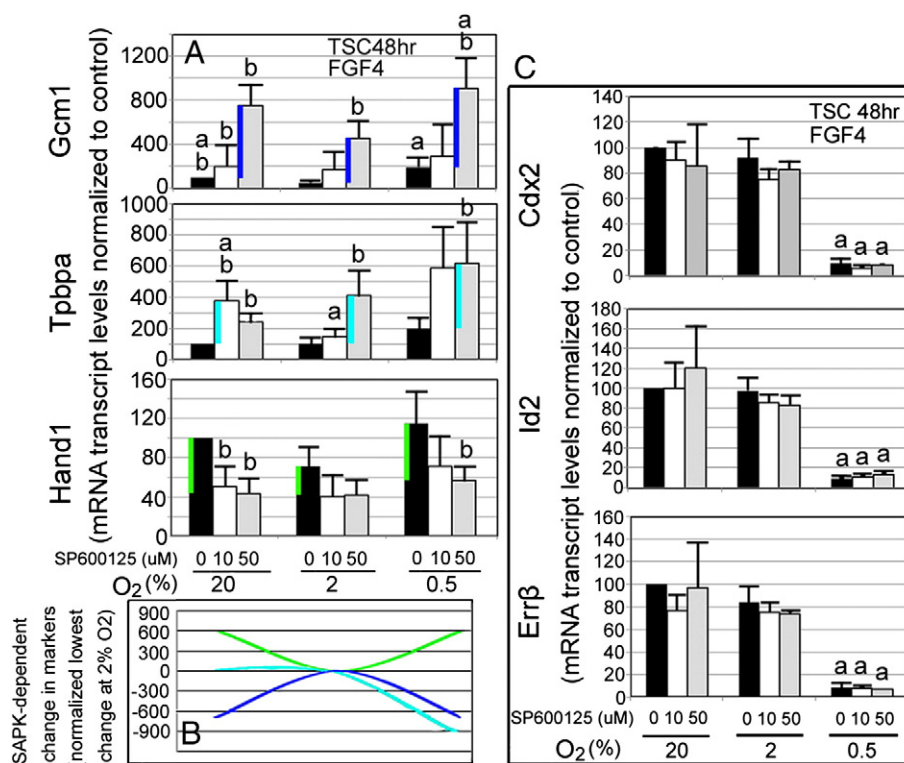 A
TSC48hr
FGF4
Gcm1
1200
800
400
0
a
b
b
b
b
a
a
b
Tpbpa
1000
800
600
400
200
0
a
b
b
a
b
b
Hand1
160
120
80
40
0
b
b
b
(mRNA transcript levels normalized to control)
SP600125 (uM)
0 10 50
0 10 50
0 10 50
O2(%)
20
2
0.5
SAPK-dependent
change in markers
(normalized lowest
change at 2% O2)
900
600
300
0
-300
-600
-900
B
C
TSC 48hr
FGF4
Cdx2
140
120
100
80
60
40
20
0
a a a
Id2
180
160
140
120
100
80
60
40
20
0
a a a
Errβ
160
140
120
100
80
60
40
20
0
a a a
(mRNA transcript levels normalized to control)
SP600125 (uM)
0 10 50
0 10 50
0 10 50
O2(%)
20
2
0.5